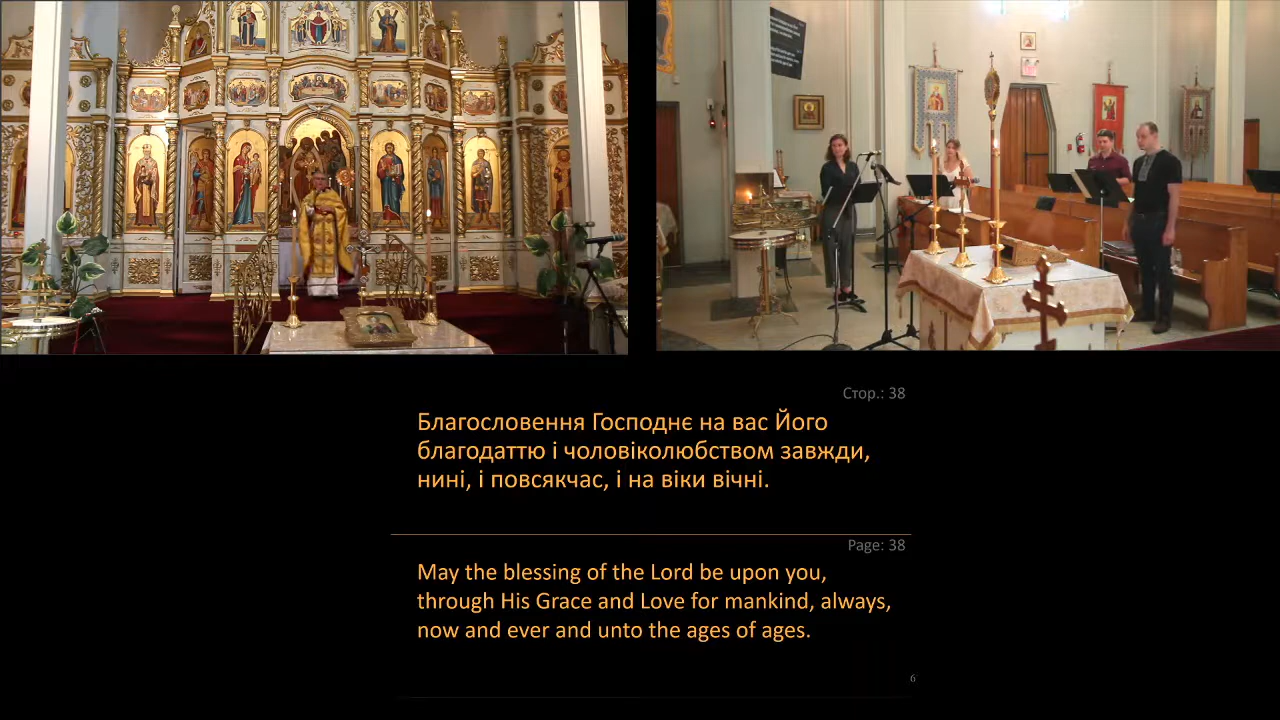 Стор.: 38
Благословення Господнє на вас Його
благодаттю і чоловіколюбством завжди,
нині, і повсякчас, і на віки вічні.
Page: 38
May the blessing of the Lord be upon you,
through His Grace and Love for mankind, always,
now and ever and unto the ages of ages.
6